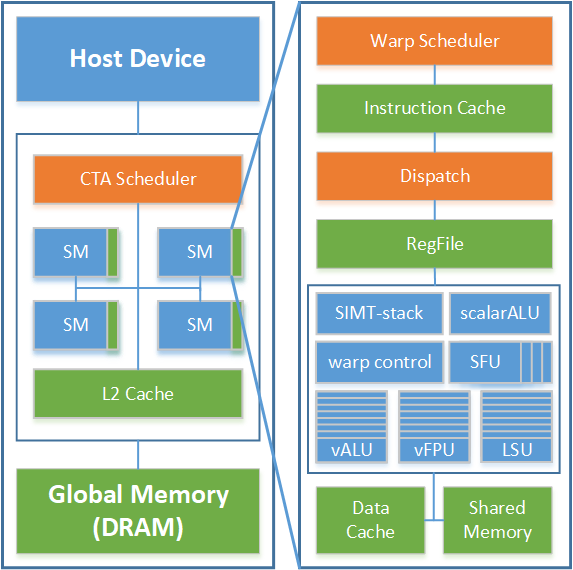 Host Device
CTA Scheduler
SM
SM
SM
SM
L2 Cache
Global Memory
(DRAM)
Warp Scheduler
Instruction Cache
Dispatch
RegFile
SIMT-stack
scalarALU
warp control
SFU
vALU
vFPU
LSU
Data
Cache
Shared
Memory